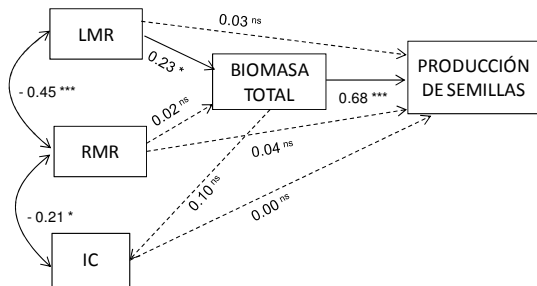 LMR
0.03 ns
0.23 *
BIOMASA
TOTAL
PRODUCCIÓN
DE SEMILLAS
- 0.45 ***
0.02 ns
0.68 ***
RMR
0.04 ns
0.10 ns
0.00 ns
- 0.21 *
IC